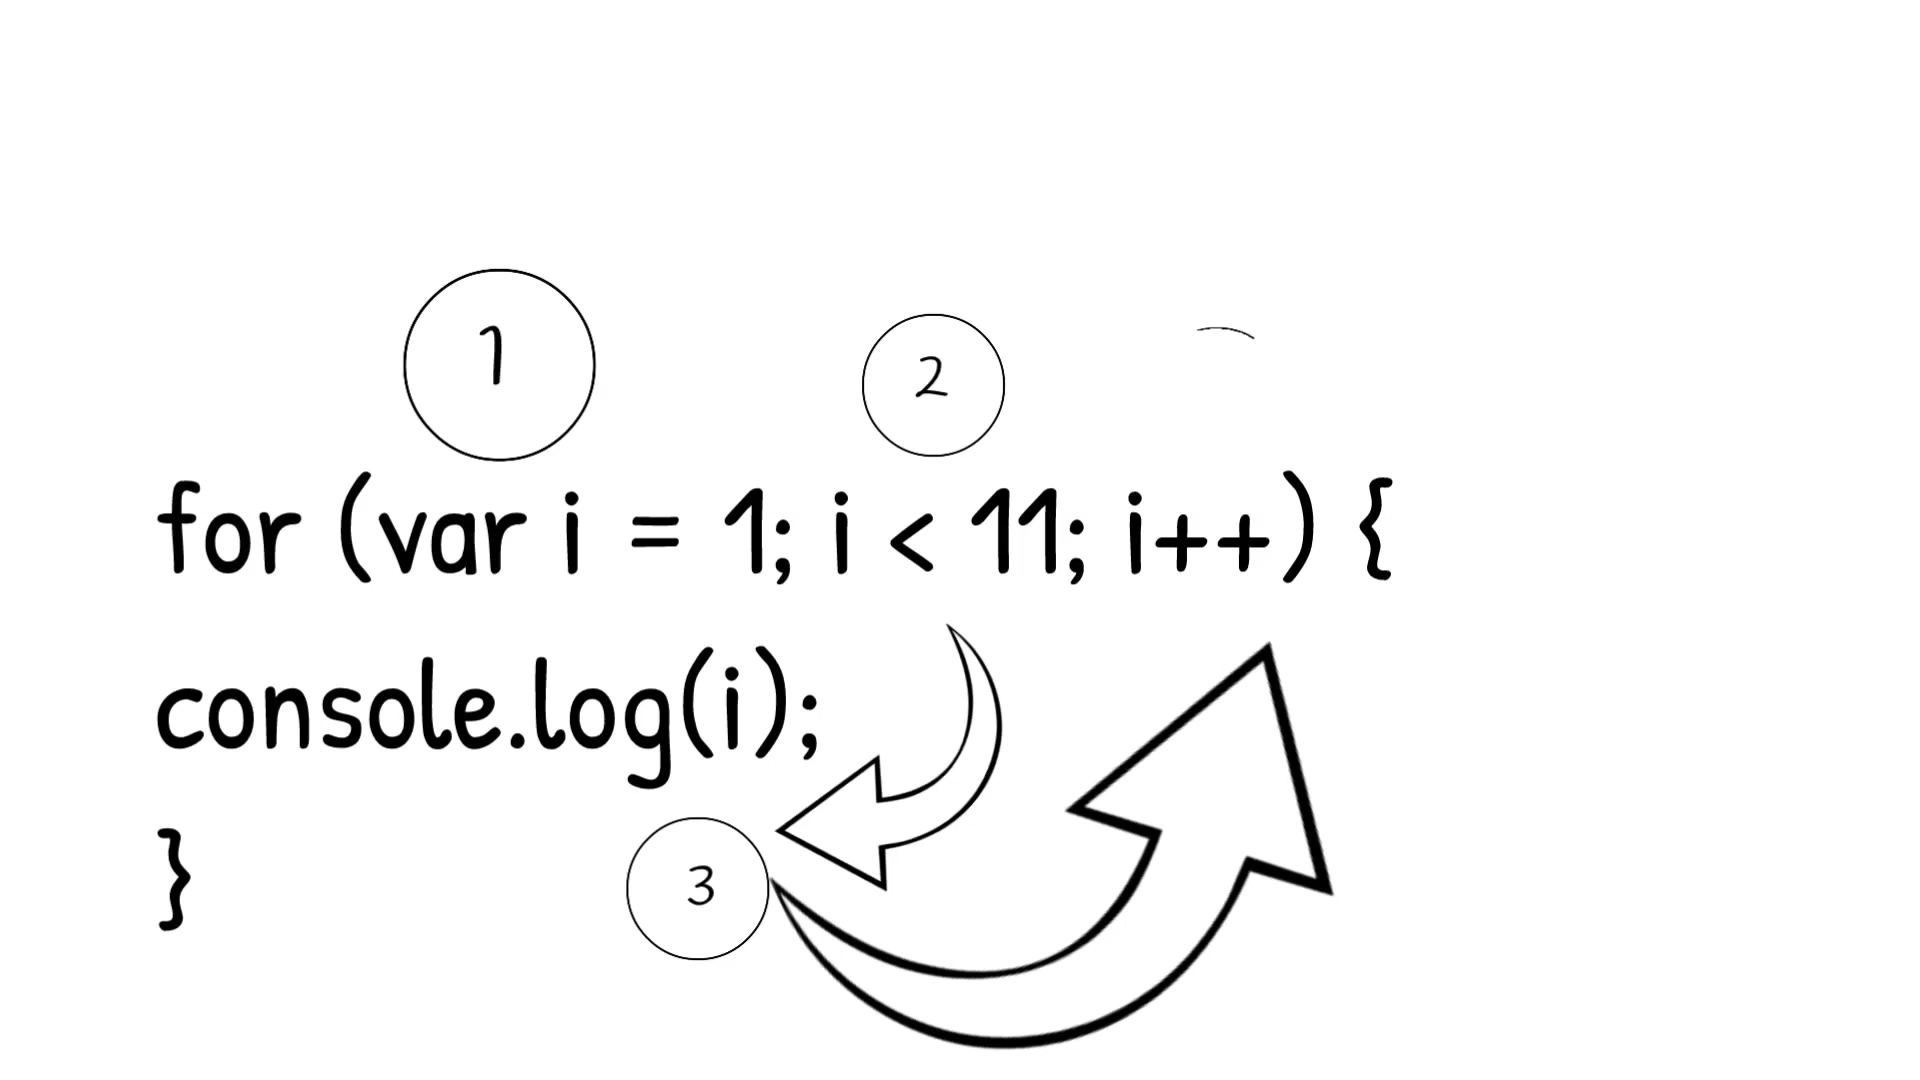 1
2
for (var i = 1; i < 11; i++) {
console.log(i);
}
3